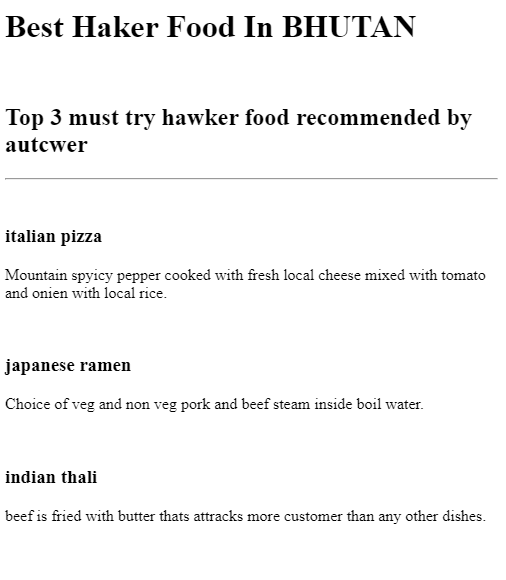 Best Haker Food In BHUTAN
Top 3 must try hawker food recommended by
autcwer
italian pizza
Mountain spyicy pepper cooked with fresh local cheese mixed with tomato
and onien with local rice.
japanese ramen
Choice of veg and non veg pork and beef steam inside boil water.
indian thali
beef is fried with butter thats attracks more customer than any other dishes.